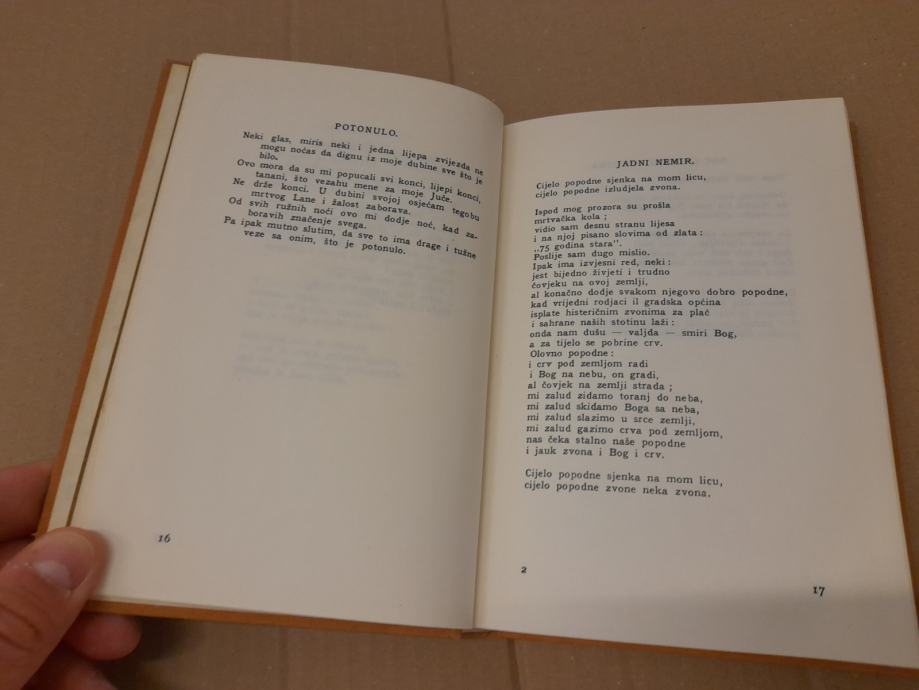 POTONULO.
Neki glas, miris neki i jedna lijepa zvijezda ne
mogu noćas da dignu iz moje dubine sve što je
bilo.
Ovo mora da su mi popucali svi konci, lijepi konci,
tanani, što vezahu mene za moje Juče.
Ne drže konci. U dubini svojoj osjećam tegobu
mrtvog Lane i žalost zaborava.
Od svih ružnih noći ovo mi dodje noć, kad za-
boravih značenje svega.
Pa ipak mutno slutim, da sve to ima drage i tužne
veze sa onim, što je potonulo.
16
JADNI NEMIR.
Cijelo popodne sjenka na mom licu,
cijelo popodne izludjela zvona.
Ispod mog prozora su prošla
mrtvačka kola ;
vidio sam desnu stranu lijesa
i na njoj pisano slovima od zlata :
„75 godina stara".
Poslije sam dugo mislio.
Ipak ima izvjesni red, neki :
jest bijedno živjeti i trudno
čovjeku na ovoj zemlji,
al konačno dodje svakom njegovo dobro popodne,
kad vrijedni rodjaci il gradska općina
isplate histeričnim zvonima za plač
i sahrane naših stotinu laži :
onda nam dušu — valjda — smiri Bog,
a za tijelo se pobrine crv.
Olovno popodne :
i crv pod zemljom radi
i Bog na nebu, on gradi,
al čovjek na zemlji strada ;
mi zalud zidamo toranj do neba,
mi zalud skidamo Boga sa neba,
mi zalud slazimo u srce zemlji,
mi zalud gazimo crva pod zemljom,
nas čeka stalno naše popodne
i jauk zvona i Bog i crv.
Cijelo popodne sjenka na mom licu,
cijelo popodne zvone neka zvona.
2
17